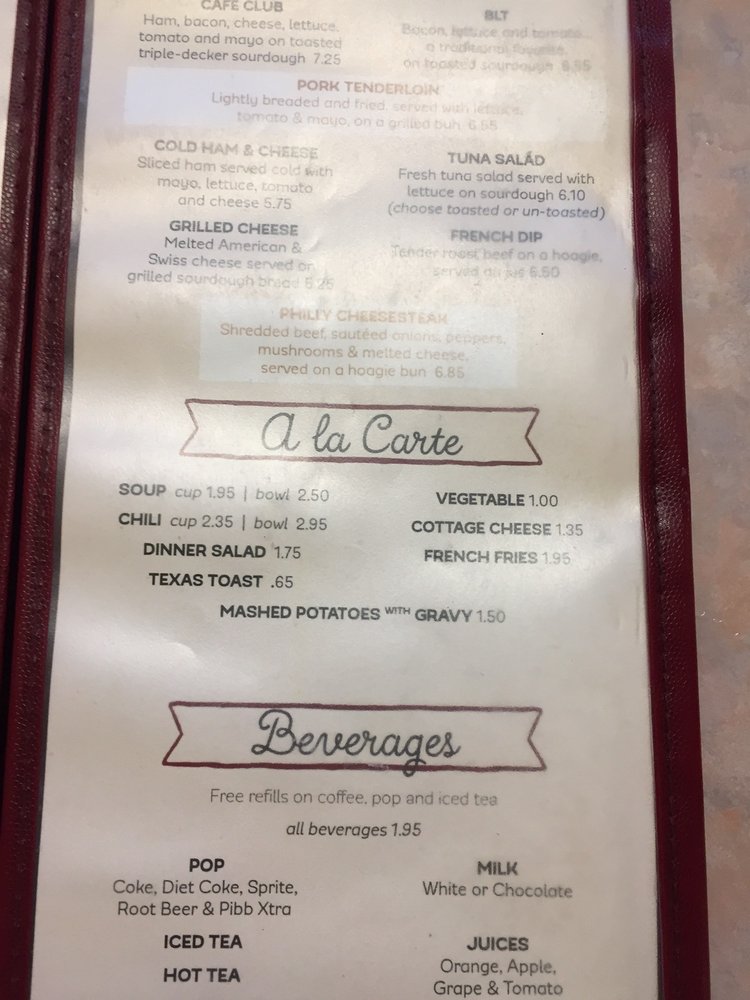 CAFE CLUB
Ham, bacon, cheese, lettuce,
tomato and mayo on toasted
triple-decker sourdough 7.25
BLT
Bacon, lettuce and tomato...
a traditional favorite,
on toasted sourdough
PORK TENDERLOIN
Lightly breaded and fried, served with lettuce,
tomato & mayo, on a grilled bun
COLD HAM & CHEESE
Sliced ham served cold with
mayo, lettuce, tomato
and cheese 5.75
TUNA SALAD
Fresh tuna salad served with
lettuce on sourdough 6.10
(choose toasted or un-toasted)
GRILLED CHEESE
Melted American &
Swiss cheese served on
grilled sourdough bread 5.25
FRENCH DIP
Tender roast beef on a hoagie,
served au jus 6.50
PHILLY CHEESESTEAK
Shredded beef, sautéed onions, peppers,
mushrooms & melted cheese,
served on a hoagie bun 6.85
A la Carte
SOUP cup 1.95 | bowl 2.50
CHILI cup 2.35 | bowl 2.95
DINNER SALAD 1.75
TEXAS TOAST .65
VEGETABLE 1.00
COTTAGE CHEESE 1.35
FRENCH FRIES 1.95
MASHED POTATOES WITH GRAVY 1.50
Beverages
Free refills on coffee, pop and iced tea
all beverages 1.95
POP
Coke, Diet Coke, Sprite,
Root Beer & Pibb Xtra
ICED TEA
HOT TEA
MILK
White or Chocolate
JUICES
Orange, Apple,
Grape & Tomato